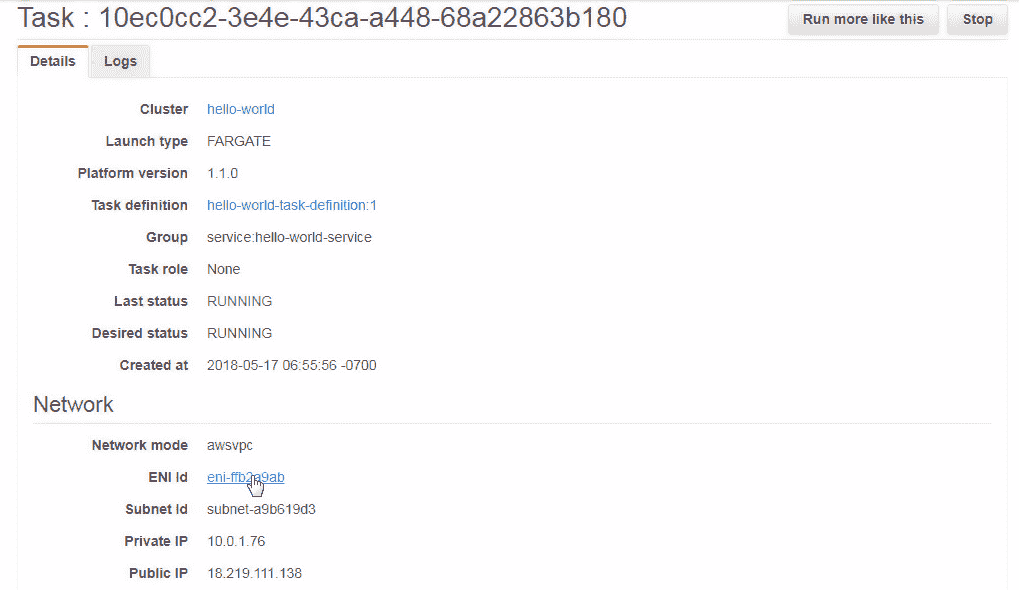 Task : 10ec0cc2-3e4e-43ca-a448-68a22863b180 Run more like this Stop
Details Logs
Cluster hello-world
Launch type FARGATE
Platform version 1.1.0
Task definition hello-world-task-definition:1
Group service:hello-world-service
Task role None
Last status RUNNING
Desired status RUNNING
Created at 2018-05-17 06:55:56 -0700
Network
Network mode awsvpc
ENI Id eni-ffb2a9ab
Subnet Id subnet-a9b619d3
Private IP 10.0.1.76
Public IP 18.219.111.138